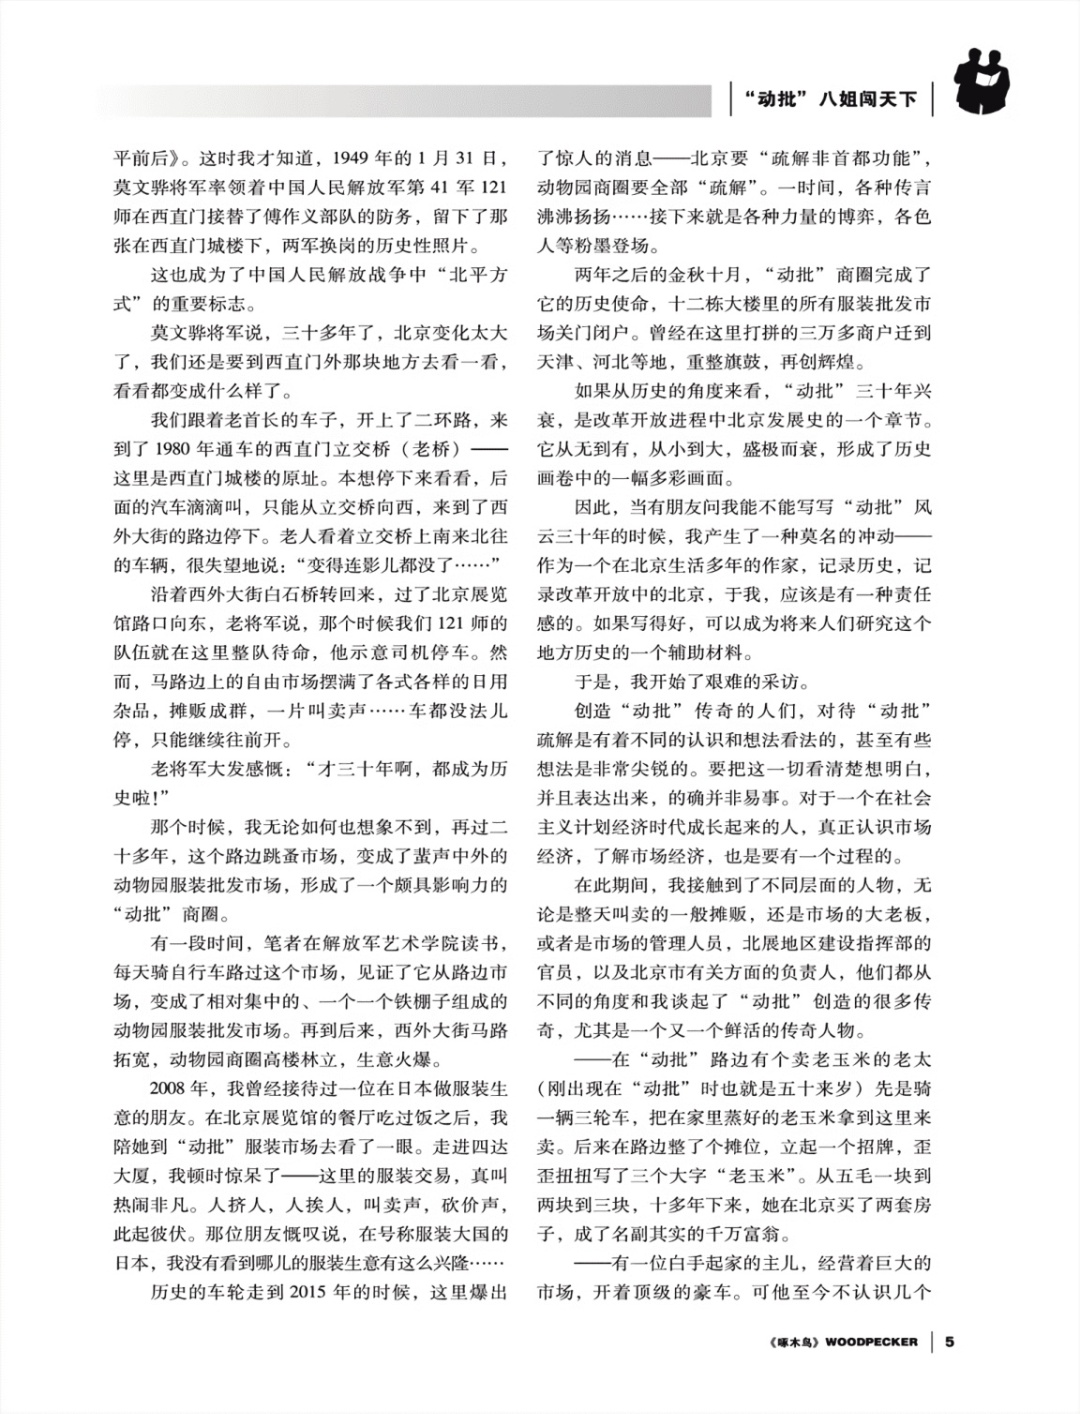 “动批”八姐闯天下
平前后》。这时我才知道，1949 年的 1 月 31 日，
莫文骅将军率领着中国人民解放军第 41 军 121
师在西直门接替了傅作义部队的防务，留下了那
张在西直门城楼下，两军换岗的历史性照片。
这也成为了中国人民解放战争中“北平方
式”的重要标志。
莫文骅将军说，三十多年了，北京变化太大
了，我们还是要到西直门外那块地方去看一看，
看看都变成什么样了。
我们跟着老首长的车子，开上了二环路，来
到了 1980 年通车的西直门立交桥（老桥）——
这里是西直门城楼的原址。本想停下来看看，后
面的汽车滴滴叫，只能从立交桥向西，来到了西
外大街的路边停下。老人看着立交桥上南来北往
的车辆，很失望地说：“变得连影儿都没了……”
沿着西外大街白石桥转回来，过了北京展览
馆路口向东，老将军说，那个时候我们 121 师的
队伍就在这里整队待命，他示意司机停车。然
而，马路边上的自由市场摆满了各式各样的日用
杂品，摊贩成群，一片叫卖声……车都没法儿
停，只能继续往前开。
老将军大发感慨：“才三十年啊，都成为历
史啦！”
那个时候，我无论如何也想象不到，再过二
十多年，这个路边跳蚤市场，变成了蜚声中外的
动物园服装批发市场，形成了一个颇具影响力的
“动批”商圈。
有一段时间，笔者在解放军艺术学院读书，
每天骑自行车路过这个市场，见证了它从路边市
场，变成了相对集中的、一个一个铁棚子组成的
动物园服装批发市场。再到后来，西外大街马路
拓宽，动物园商圈高楼林立，生意火爆。
2008 年，我曾经接待过一位在日本做服装生
意的朋友。在北京展览馆的餐厅吃过饭之后，我
陪她到“动批”服装市场去看了一眼。走进四达
大厦，我顿时惊呆了——这里的服装交易，真叫
热闹非凡。人挤人，人挨人，叫卖声，砍价声，
此起彼伏。那位朋友慨叹说，在号称服装大国的
日本，我没有看到哪儿的服装生意有这么兴隆……
历史的车轮走到 2015 年的时候，这里爆出
了惊人的消息——北京要“疏解非首都功能”，
动物园商圈要全部“疏解”。一时间，各种传言
沸沸扬扬……接下来就是各种力量的博弈，各色
人等粉墨登场。
两年之后的金秋十月，“动批”商圈完成了
它的历史使命，十二栋大楼里的所有服装批发市
场关门闭户。曾经在这里打拼的三万多商户迁到
天津、河北等地，重整旗鼓，再创辉煌。
如果从历史的角度来看，“动批”三十年兴
衰，是改革开放进程中北京发展史的一个章节。
它从无到有，从小到大，盛极而衰，形成了历史
画卷中的一幅多彩画面。
因此，当有朋友问我能不能写写“动批”风
云三十年的时候，我产生了一种莫名的冲动——
作为一个在北京生活多年的作家，记录历史，记
录改革开放中的北京，于我，应该是有一种责任
感的。如果写得好，可以成为将来人们研究这个
地方历史的一个辅助材料。
于是，我开始了艰难的采访。
创造“动批”传奇的人们，对待“动批”
疏解是有着不同的认识和想法看法的，甚至有些
想法是非常尖锐的。要把这一切看清楚想明白，
并且表达出来，的确并非易事。对于一个在社会
主义计划经济时代成长起来的人，真正认识市场
经济，了解市场经济，也是要有一个过程的。
在此期间，我接触到了不同层面的人物，无
论是整天叫卖的一般摊贩，还是市场的大老板，
或者是市场的管理人员，北展地区建设指挥部的
官员，以及北京市有关方面的负责人，他们都从
不同的角度和我谈起了“动批”创造的很多传
奇，尤其是一个又一个鲜活的传奇人物。
——在“动批”路边有个卖老玉米的老太
（刚出现在“动批”时也就是五十来岁）先是骑
一辆三轮车，把在家里蒸好的老玉米拿到这里来
卖。后来在路边整了个摊位，立起一个招牌，歪
歪扭扭写了三个大字“老玉米”。从五毛一块到
两块到三块，十多年下来，她在北京买了两套房
子，成了名副其实的千万富翁。
——有一位白手起家的主儿，经营着巨大的
市场，开着顶级的豪车。可他至今不认识几个
《啄木鸟》WOODPECKER 5